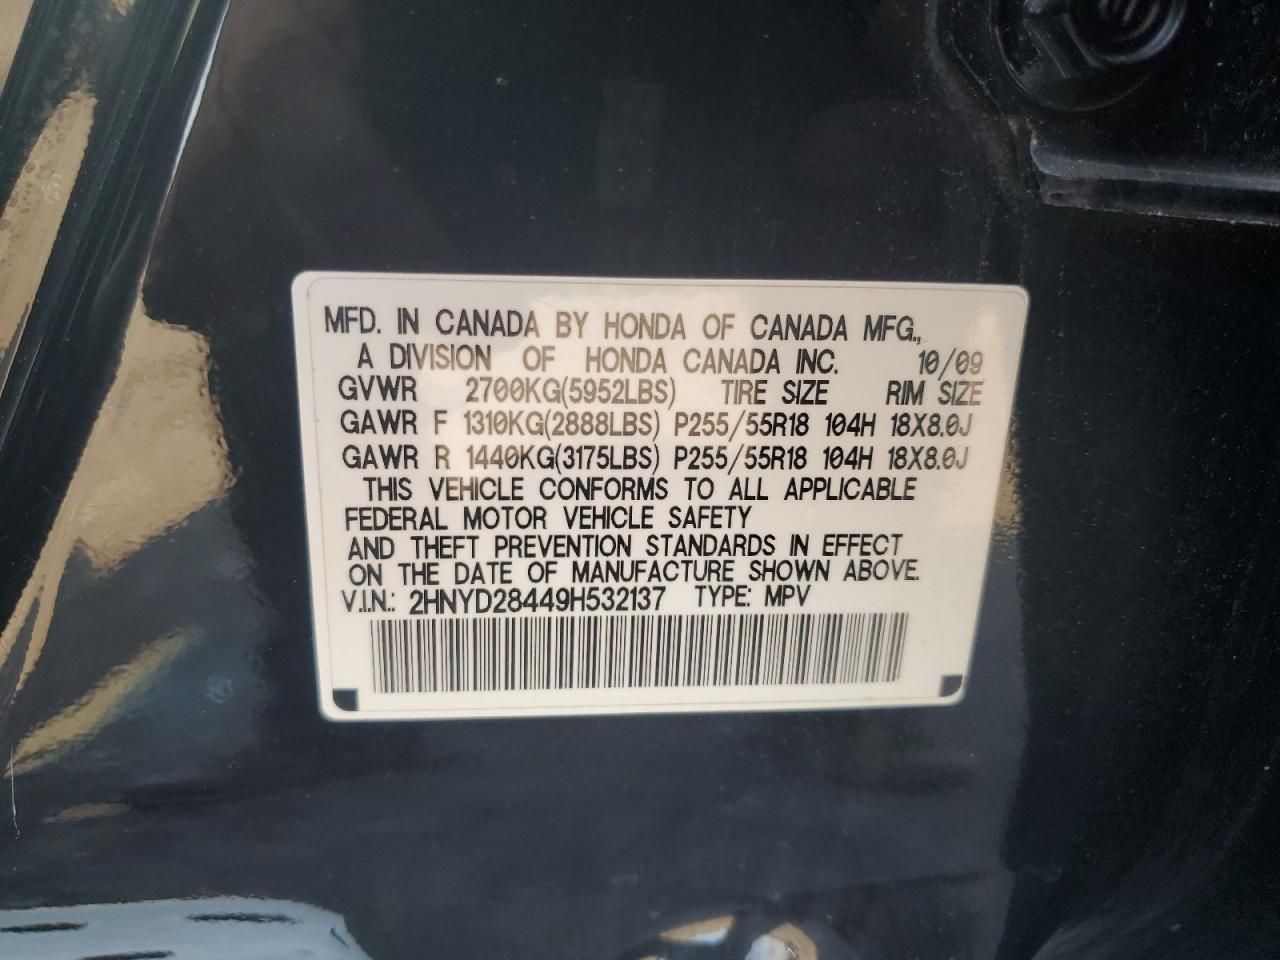 MFD. IN CANADA BY HONDA OF CANADA MFG.,
A DIVISION OF HONDA CANADA INC. 10/09
GVWR 2700KG(5952LBS) TIRE SIZE RIM SIZE
GAWR F 1310KG(2888LBS) P255/55R18 104H 18X8.0J
GAWR R 1440KG(3175LBS) P255/55R18 104H 18X8.0J
THIS VEHICLE CONFORMS TO ALL APPLICABLE
FEDERAL MOTOR VEHICLE SAFETY
AND THEFT PREVENTION STANDARDS IN EFFECT
ON THE DATE OF MANUFACTURE SHOWN ABOVE.
V.I.N.: 2HNYD28449H532137 TYPE: MPV